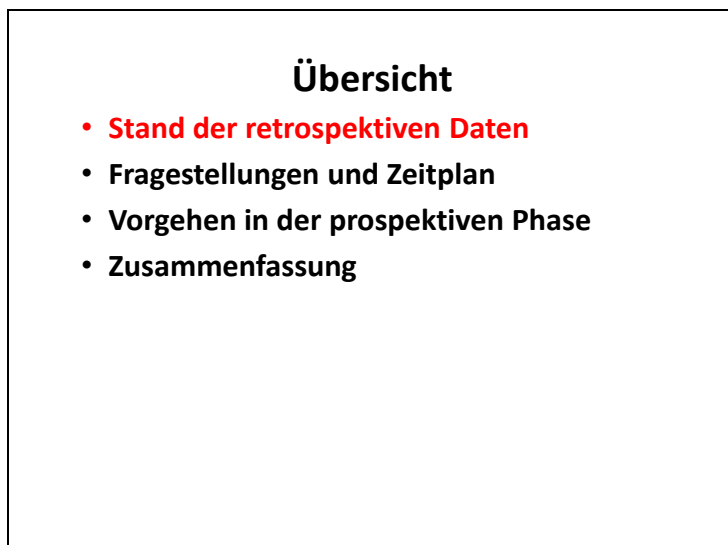 Übersicht
• Stand der retrospektiven Daten
• Fragestellungen und Zeitplan
• Vorgehen in der prospektiven Phase
• Zusammenfassung